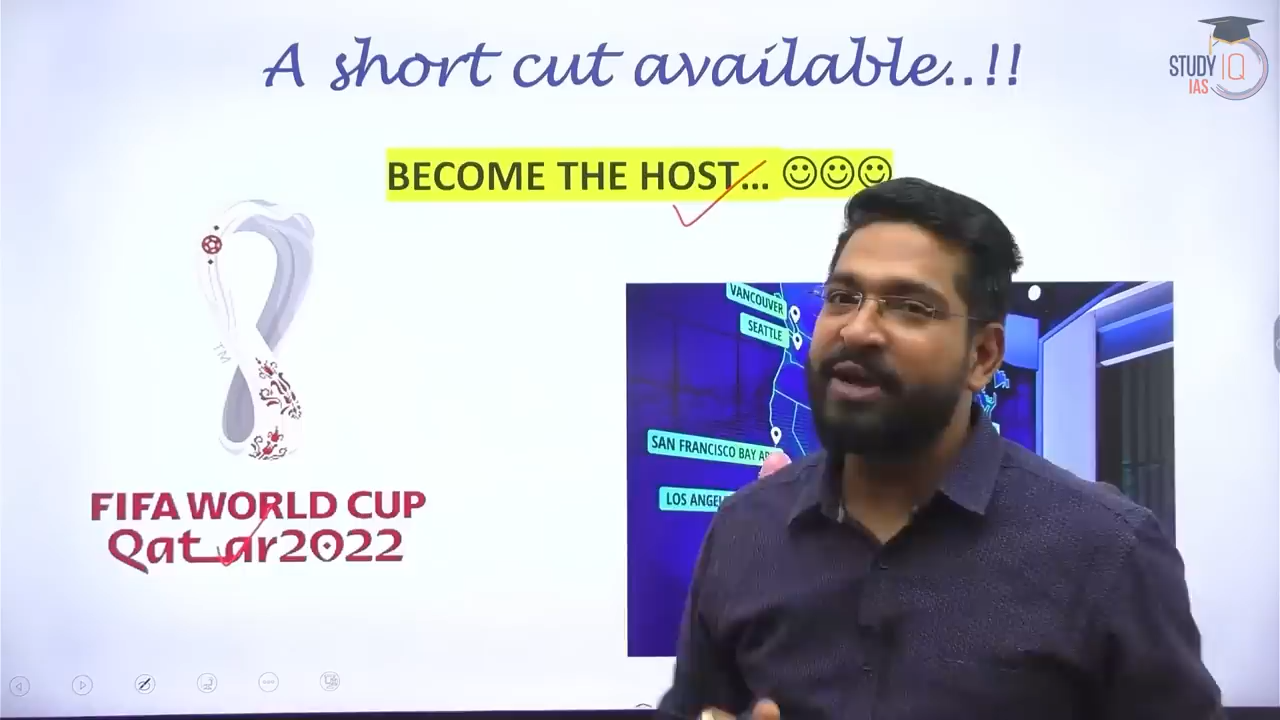 A short cut available..!!
STUDY IQ
IAS
BECOME THE HOST... ☺☺☺
VANCOUVER
SEATTLE
SAN FRANCISCO BAY
LOS
TM
FIFA WORLD CUP
Qatar2022